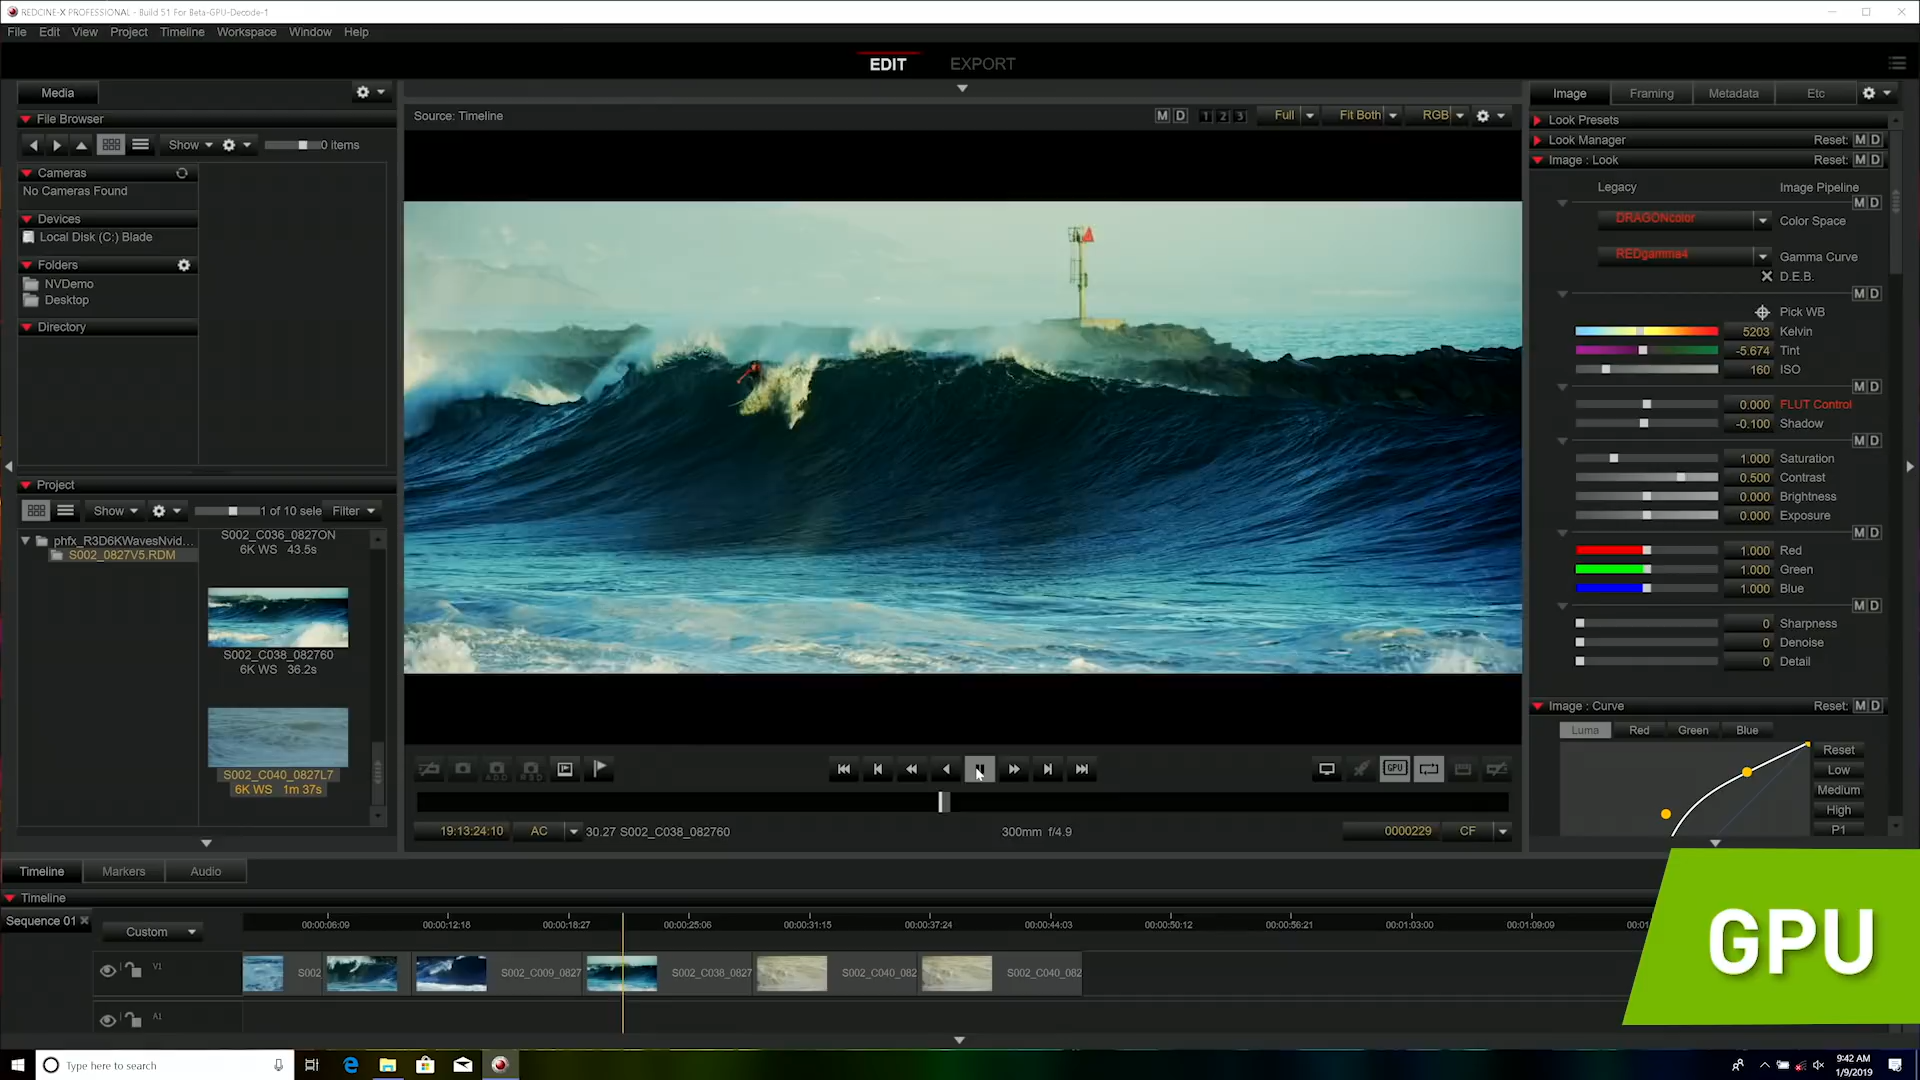 REDCINE-X PROFESSIONAL - Build 51 For Beta-GPU-Decode-1
File Edit View Project Timeline Workspace Window Help
EDIT EXPORT
Media
File Browser
Show 0 items
Cameras
No Cameras Found
Devices
Local Disk (C:) Blade
Folders
NVDemo
Desktop
Directory
Project
Show 1 of 10 sele Filter
phfx_R3D6KWavesNvid...
S002_0827V5.RDM
S002_C036_0827ON
6K WS 43.5s
S002_C038_082760
6K WS 36.2s
S002_C040_0827L7
6K WS 1m 37s
Source: Timeline M D 1 2 3 Full Fit Both RGB
GPU
19:13:24:10 AC 30.27 S002_C038_082760 300mm f/4.9 0000229 CF
Image Framing Metadata Etc
Look Presets
Look Manager Reset: M D
Image : Look Reset: M D
Legacy Image Pipeline
M D
DRAGONcolor Color Space
REDgamma4 Gamma Curve
D.E.B.
M D
Pick WB
5203 Kelvin
-5.674 Tint
160 ISO
M D
0.000 FLUT Control
-0.100 Shadow
M D
1.000 Saturation
0.500 Contrast
0.000 Brightness
0.000 Exposure
M D
1.000 Red
1.000 Green
1.000 Blue
M D
0 Sharpness
0 Denoise
0 Detail
Image : Curve Reset: M D
Luma Red Green Blue
Reset
Low
Medium
High
P1
Timeline Markers Audio
Timeline
Sequence 01
Custom
00:00:06:09 00:00:12:18 00:00:18:27 00:00:25:06 00:00:31:15 00:00:37:24 00:00:44:03 00:00:50:12 00:00:56:21 00:01:03:00 00:01:09:09 00:01
V1 S002 S002_C009_0827 S002_C038_0827 S002_C040_082 S002_C040_082
A1
GPU
Type here to search
9:42 AM
1/9/2019